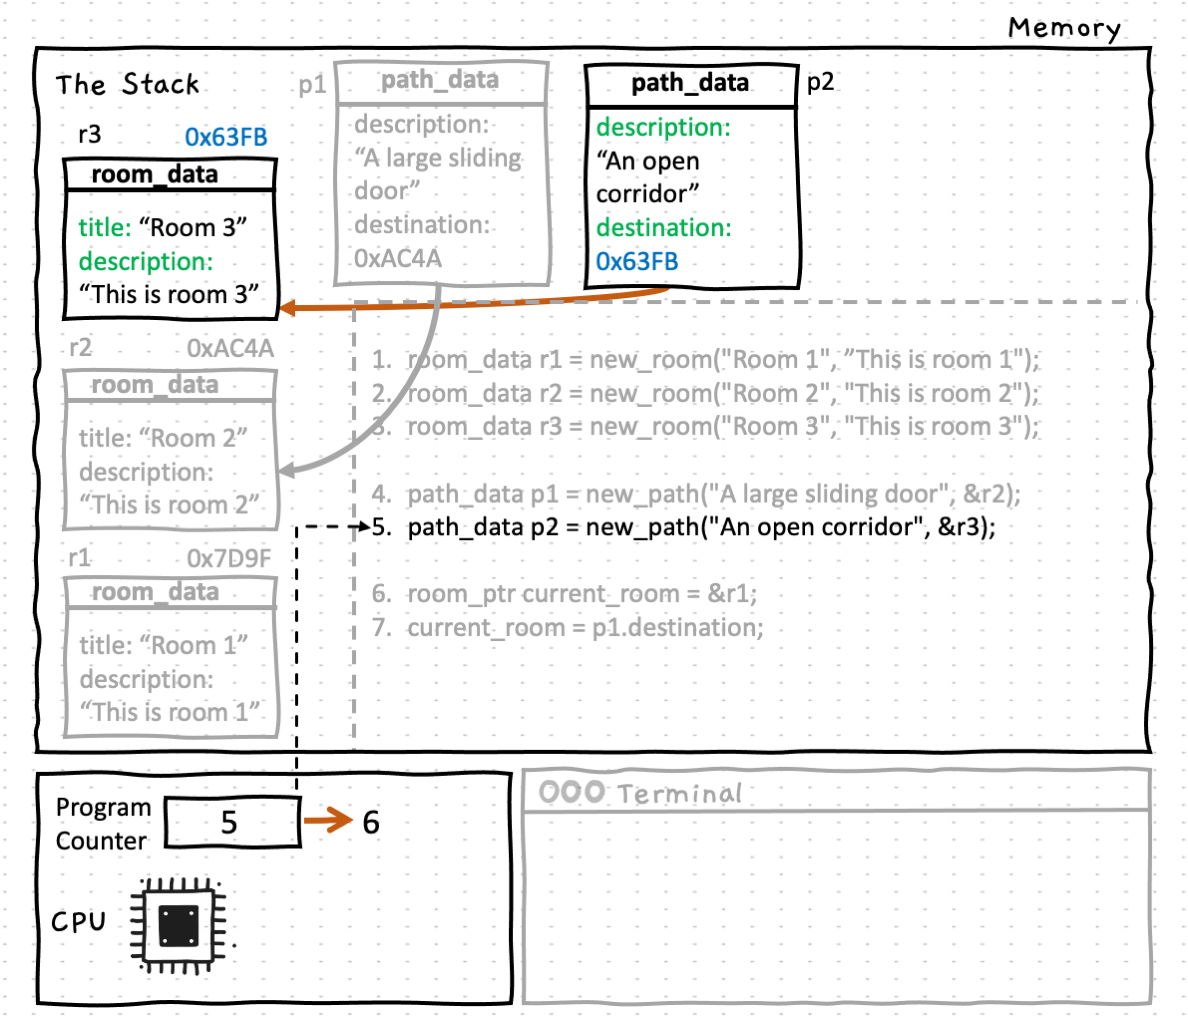 Memory
The Stack
p1
path_data
description:
“A large sliding
door”
destination:
0xAC4A
path_data
p2
description:
“An open
corridor”
destination:
0x63FB
r3 0x63FB
room_data
title: “Room 3”
description:
“This is room 3”
r2 0xAC4A
room_data
title: “Room 2”
description:
“This is room 2”
r1 0x7D9F
room_data
title: “Room 1”
description:
“This is room 1”
1. room_data r1 = new_room("Room 1", ”This is room 1");
2. room_data r2 = new_room("Room 2", "This is room 2");
3. room_data r3 = new_room("Room 3", "This is room 3");
4. path_data p1 = new_path("A large sliding door", &r2);
5. path_data p2 = new_path("An open corridor", &r3);
6. room_ptr current_room = &r1;
7. current_room = p1.destination;
Program
Counter
5
6
CPU
Terminal